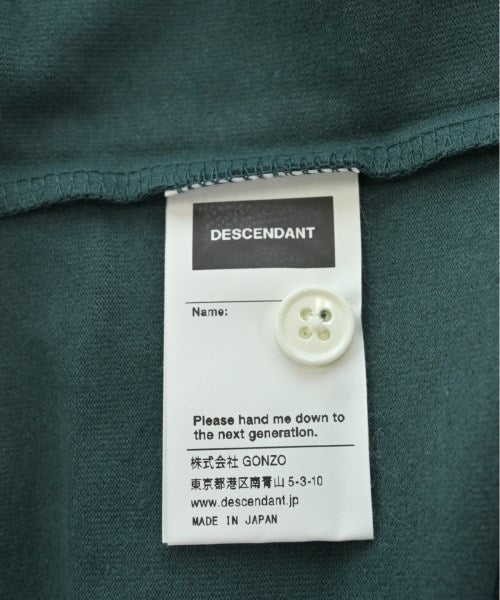 DESCENDANT
Name:
Please hand me down to
the next generation.
株式会社 GONZO
東京都港区南青山 5-3-10
www.descendant.jp
MADE IN JAPAN